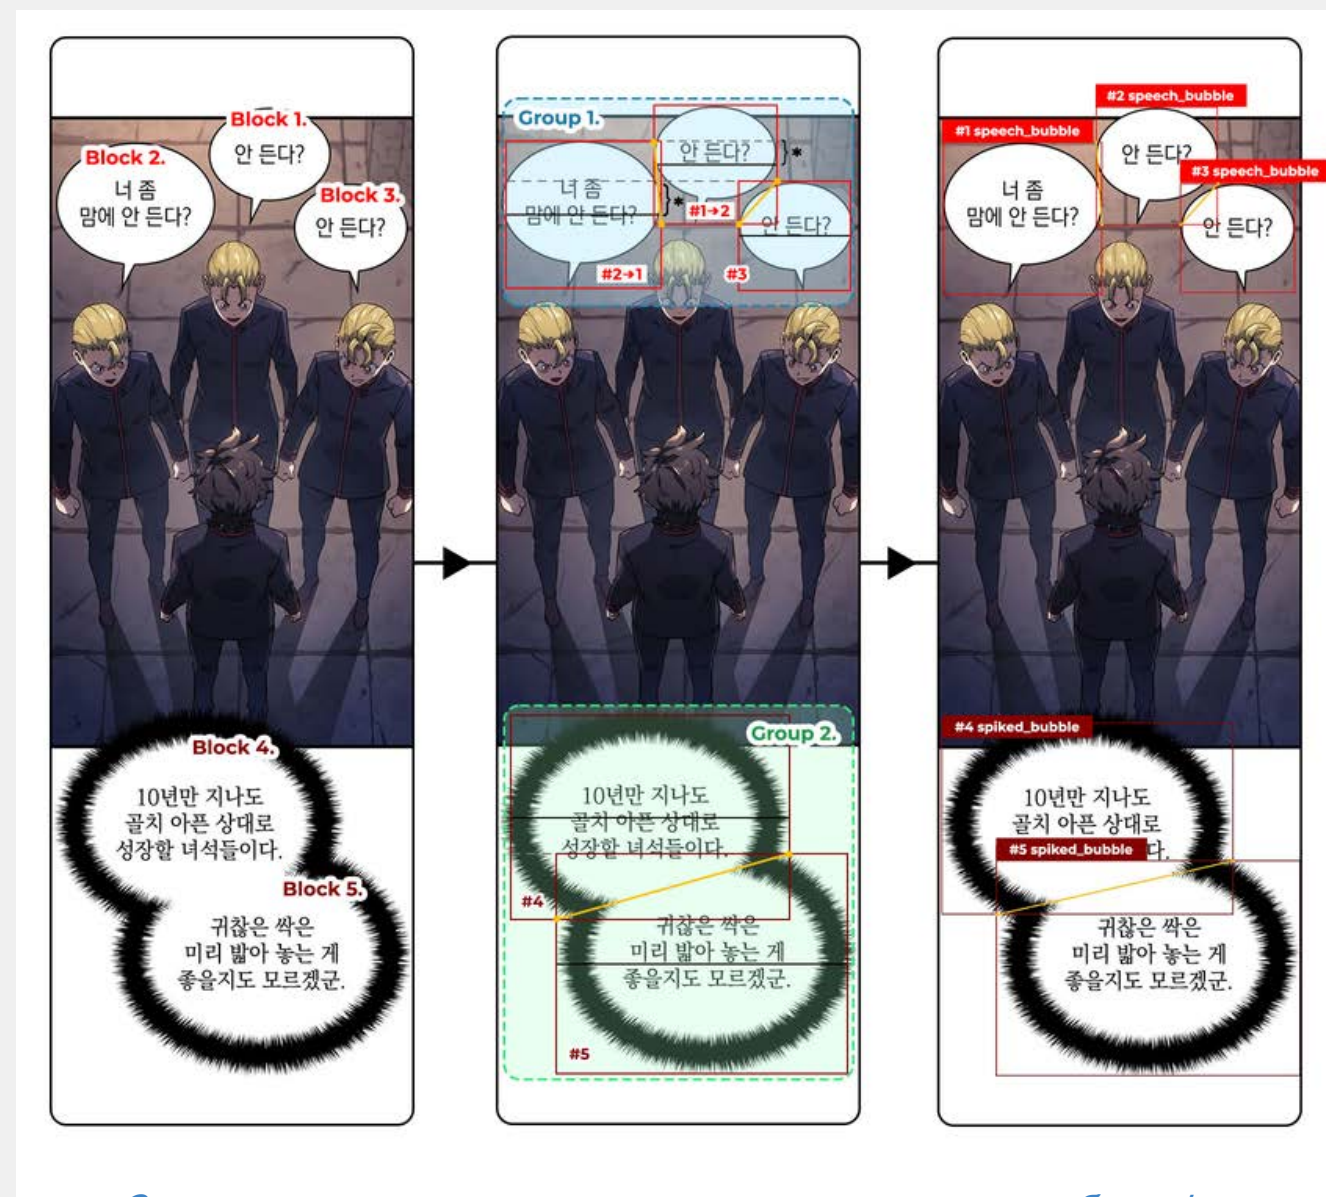 Block 1.
안 든다?
Block 2.
너 좀
맘에 안 든다?
Block 3.
안 든다?
Block 4.
10년만 지나도
골치 아픈 상대로
성장할 녀석들이다.
Block 5.
귀찮은 싹은
미리 밟아 놓는 게
좋을지도 모르겠군.
Group 1.
안 든다?
}*
너 좀
맘에 안 든다?
}*
#1→2
안 든다?
#2→1
#3
Group 2.
10년만 지나도
골치 아픈 상대로
성장할 녀석들이다.
#4
귀찮은 싹은
미리 밟아 놓는 게
좋을지도 모르겠군.
#5
#1 speech_bubble
너 좀
맘에 안 든다?
#2 speech_bubble
안 든다?
#3 speech_bubble
안 든다?
#4 spiked_bubble
10년만 지나도
골치 아픈 상대로
다.
#5 spiked_bubble
귀찮은 싹은
미리 밟아 놓는 게
좋을지도 모르겠군.